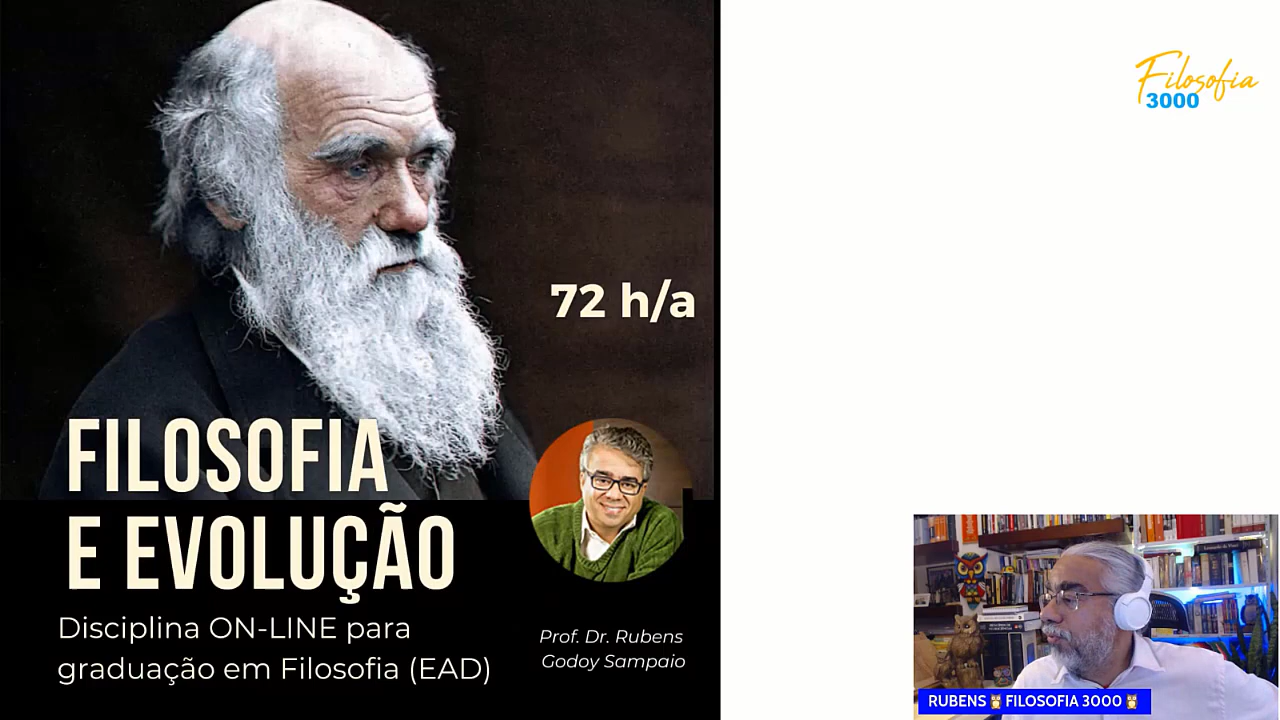 Filosofia
3000
72 h/a
FILOSOFIA
E EVOLUÇÃO
Disciplina ON-LINE para
graduação em Filosofia (EAD)
Prof. Dr. Rubens
Godoy Sampaio
RUBENS🦉FILOSOFIA 3000🦉